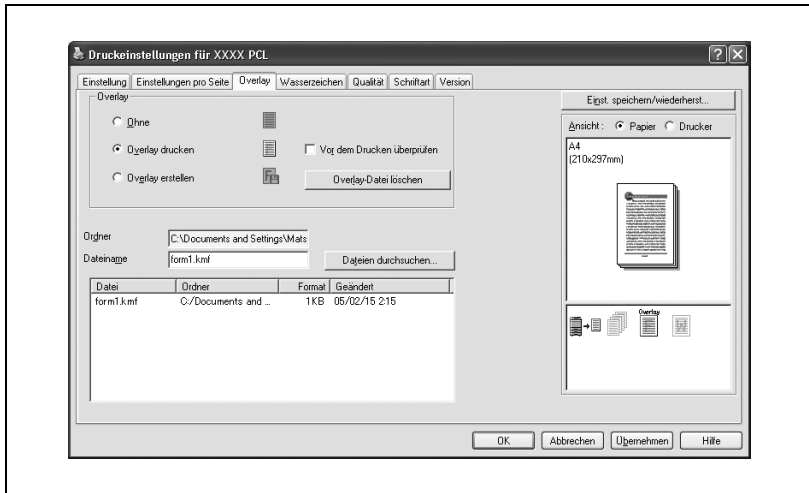 Druckeinstellungen für XXXX PCL
Einstellung Einstellungen pro Seite Overlay Wasserzeichen Qualität Schriftart Version
Overlay
Ohne
Overlay drucken
Vor dem Drucken überprüfen
Overlay erstellen
Overlay-Datei löschen
Ordner C:\Documents and Settings\Mats
Dateiname form1.kmf Dateien durchsuchen...
Datei Ordner Format Geändert
form1.kmf C:/Documents and ... 1KB 05/02/15 2:15
Einst. speichern/wiederherst...
Ansicht : Papier Drucker
A4
(210x297mm)
Overlay
OK Abbrechen Übernehmen Hilfe